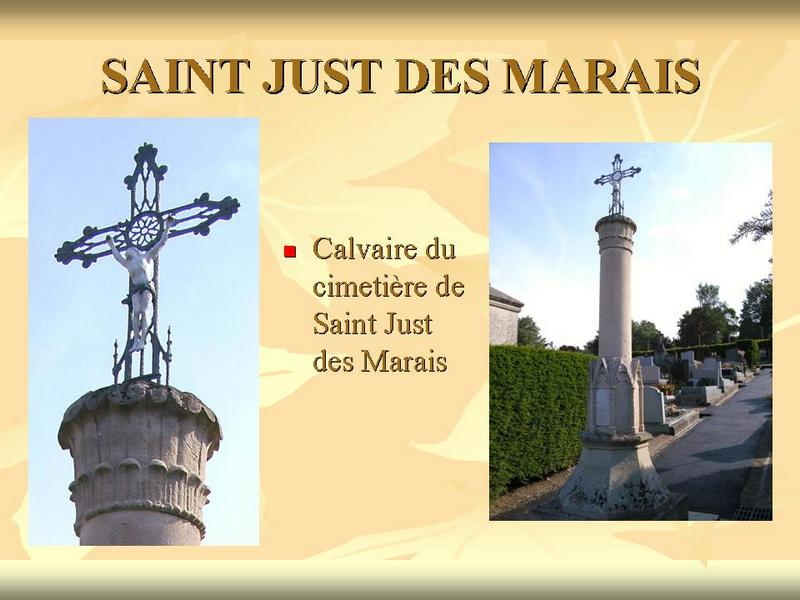 SAINT JUST DES MARAIS
Calvaire du
cimetière de
Saint Just
des Marais